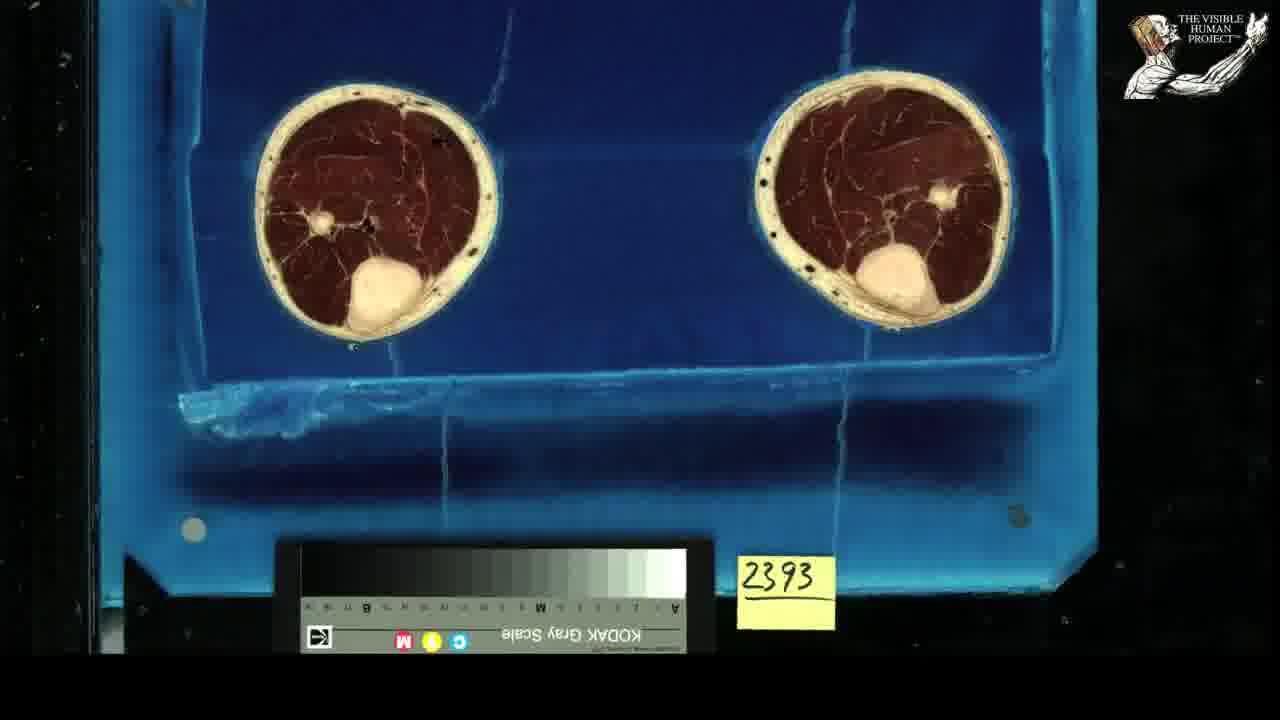 THE VISIBLE
HUMAN
PROJECT™
2393
A M B
KODAK Gray Scale
C Y M